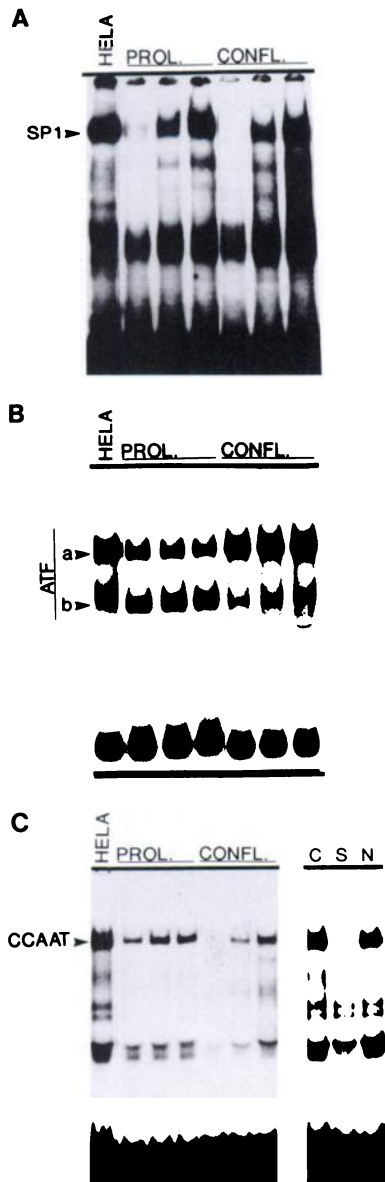 A
HELA
PROL. CONFL.
SP1
B
HELA
PROL. CONFL.
ATF
a
b
C
HELA
PROL. CONFL.
CCAAT
C S N